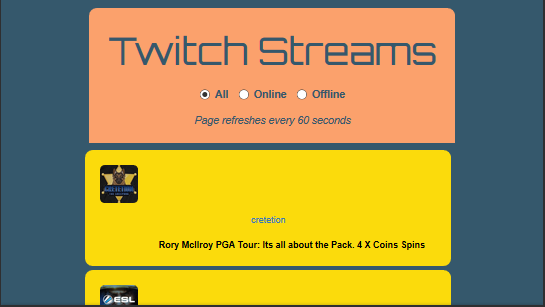 Twitch Streams
All Online Offline
Page refreshes every 60 seconds
cretetion
Rory McIlroy PGA Tour: Its all about the Pack. 4 X Coins Spins
ESL